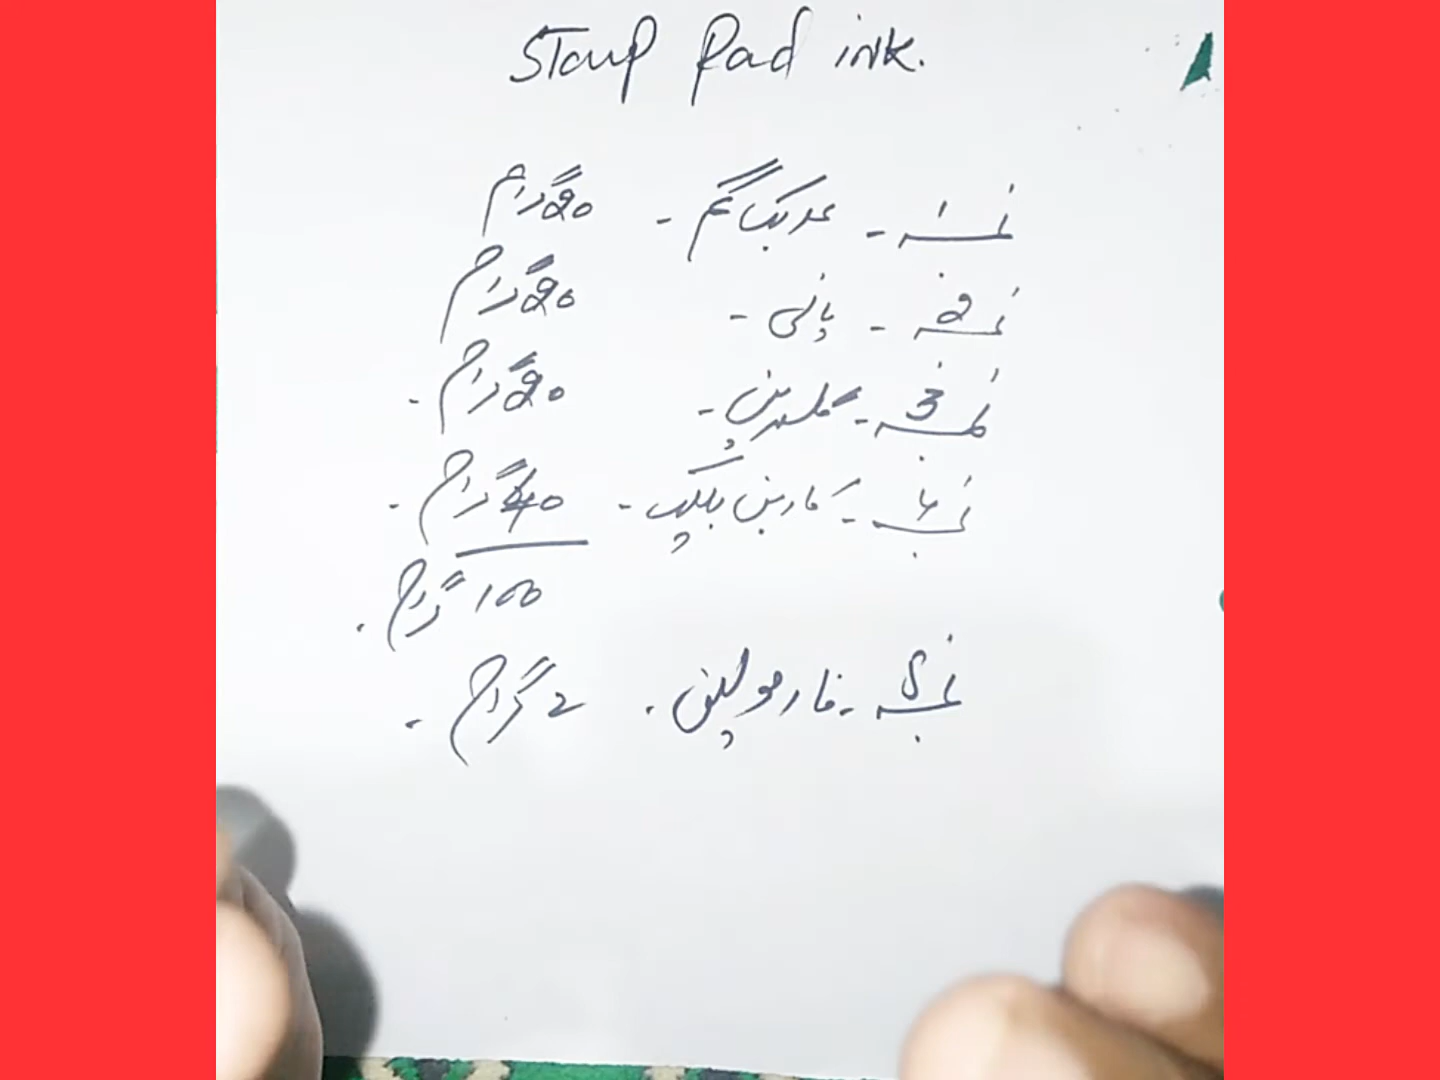 Stamp Pad ink.
نمبر 1 - عربک گم - 20 گرام
نمبر 2 - پانی - 20 گرام
نمبر 3 - گلیسرین - 20 گرام -
نمبر 4 - کاربن بلیک - 40 گرام -
100 گرام -
نمبر 5 - فارمولین - 2 گرام -